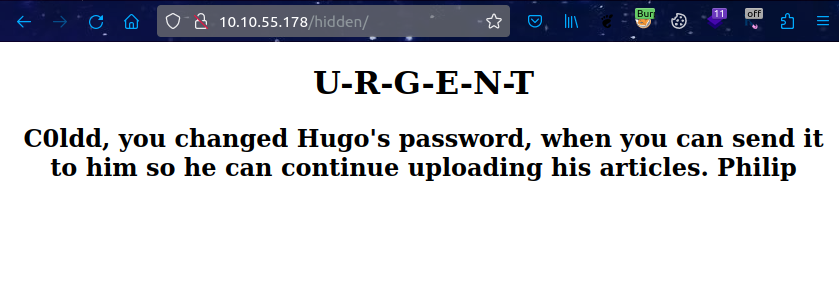 10.10.55.178/hidden/
Bur
11
off
U-R-G-E-N-T
C0ldd, you changed Hugo's password, when you can send it
to him so he can continue uploading his articles. Philip